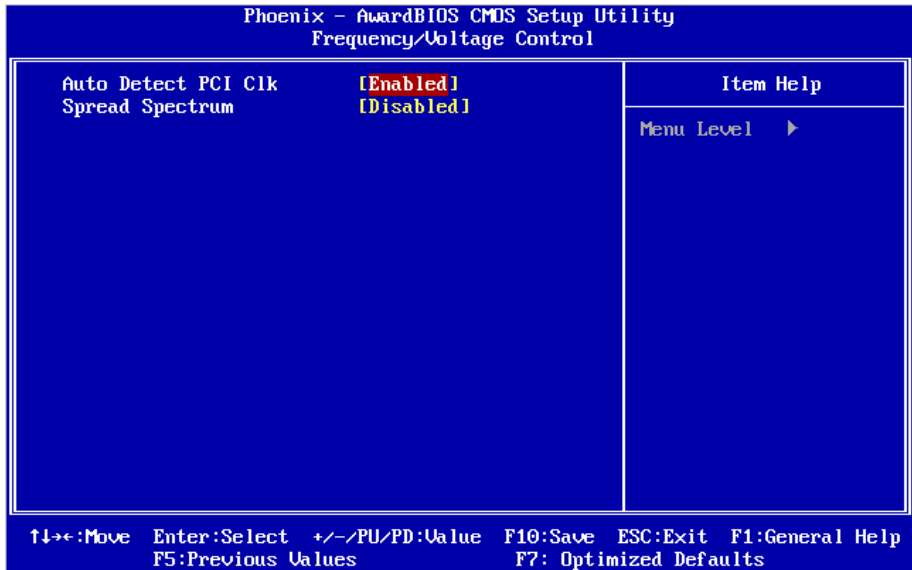 Phoenix - AwardBIOS CMOS Setup Utility
Frequency/Voltage Control
Auto Detect PCI Clk [Enabled]
Spread Spectrum [Disabled]
Item Help
Menu Level ▶
↑↓→←:Move Enter:Select +/-/PU/PD:Value F10:Save ESC:Exit F1:General Help
F5:Previous Values F7: Optimized Defaults